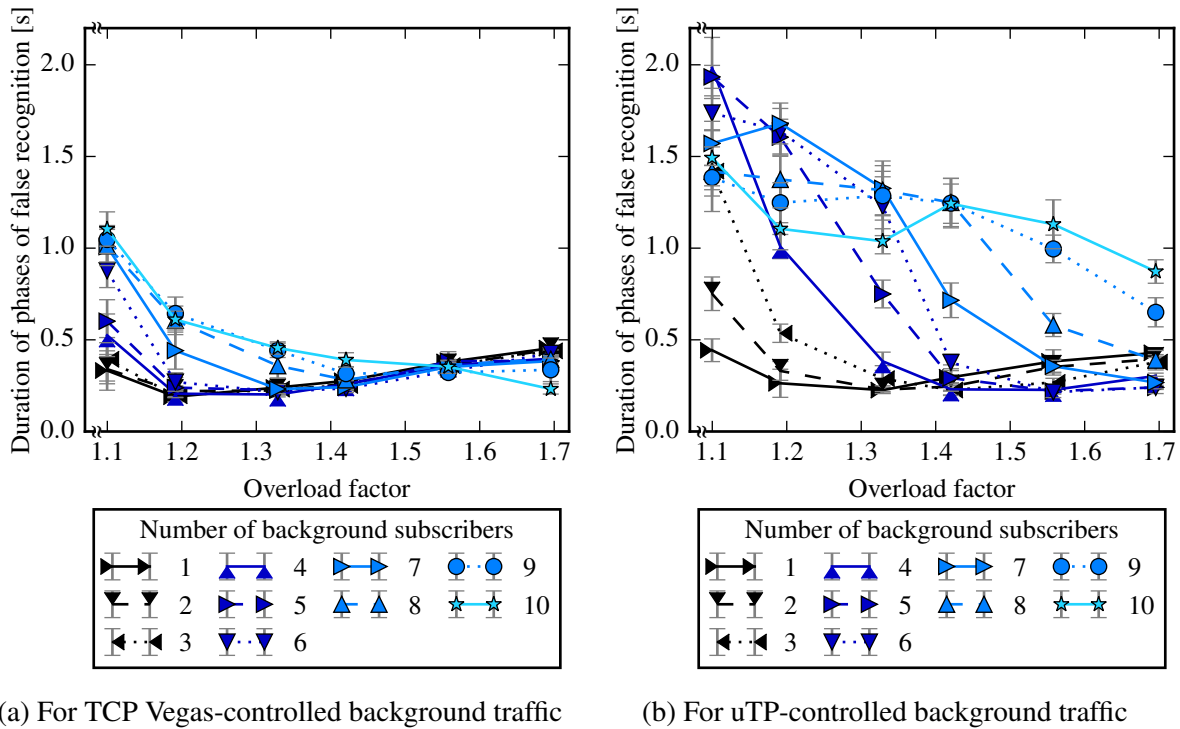 Duration of phases of false recognition [s]
2.0
1.5
1.0
0.5
0.0
1.1 1.2 1.3 1.4 1.5 1.6 1.7
Overload factor
Number of background subscribers
1 4 7 9
2 5 8 10
3 6
(a) For TCP Vegas-controlled background traffic
Duration of phases of false recognition [s]
2.0
1.5
1.0
0.5
0.0
1.1 1.2 1.3 1.4 1.5 1.6 1.7
Overload factor
Number of background subscribers
1 4 7 9
2 5 8 10
3 6
(b) For uTP-controlled background traffic